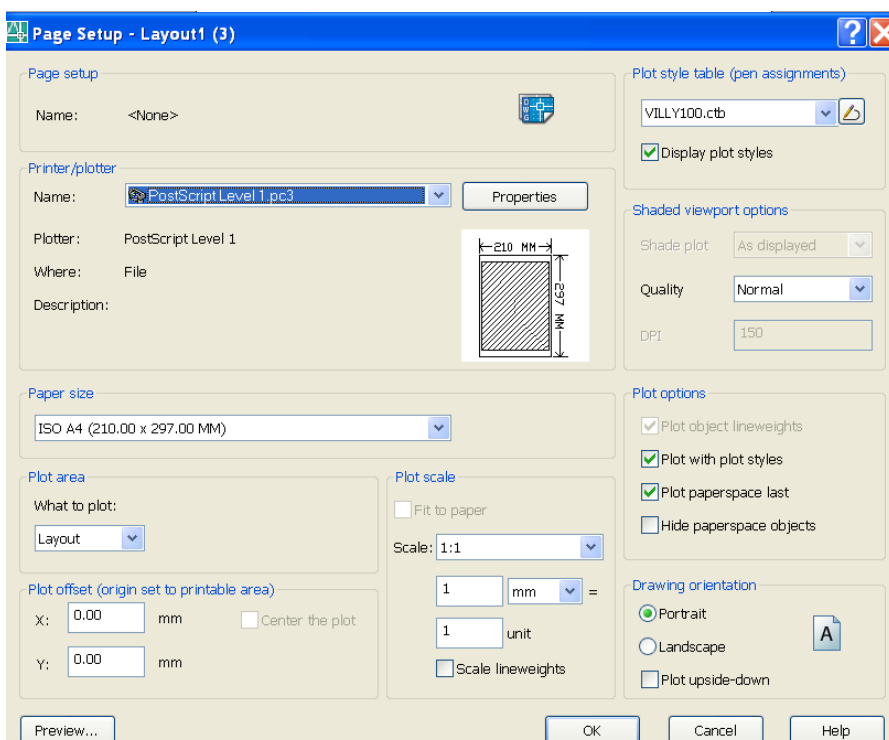 Page Setup - Layout1 (3)
Page setup
Name: <None>
Printer/plotter
Name: PostScript Level 1.pc3 Properties
Plotter: PostScript Level 1
Where: File
Description:
210 MM
297 MM
Paper size
ISO A4 (210.00 x 297.00 MM)
Plot area
What to plot:
Layout
Plot offset (origin set to printable area)
X: 0.00 mm Center the plot
Y: 0.00 mm
Plot scale
Fit to paper
Scale: 1:1
1 mm =
1 unit
Scale lineweights
Plot style table (pen assignments)
VILLY100.ctb
Display plot styles
Shaded viewport options
Shade plot As displayed
Quality Normal
DPI 150
Plot options
Plot object lineweights
Plot with plot styles
Plot paperspace last
Hide paperspace objects
Drawing orientation
Portrait
Landscape
A
Plot upside-down
Preview... OK Cancel Help